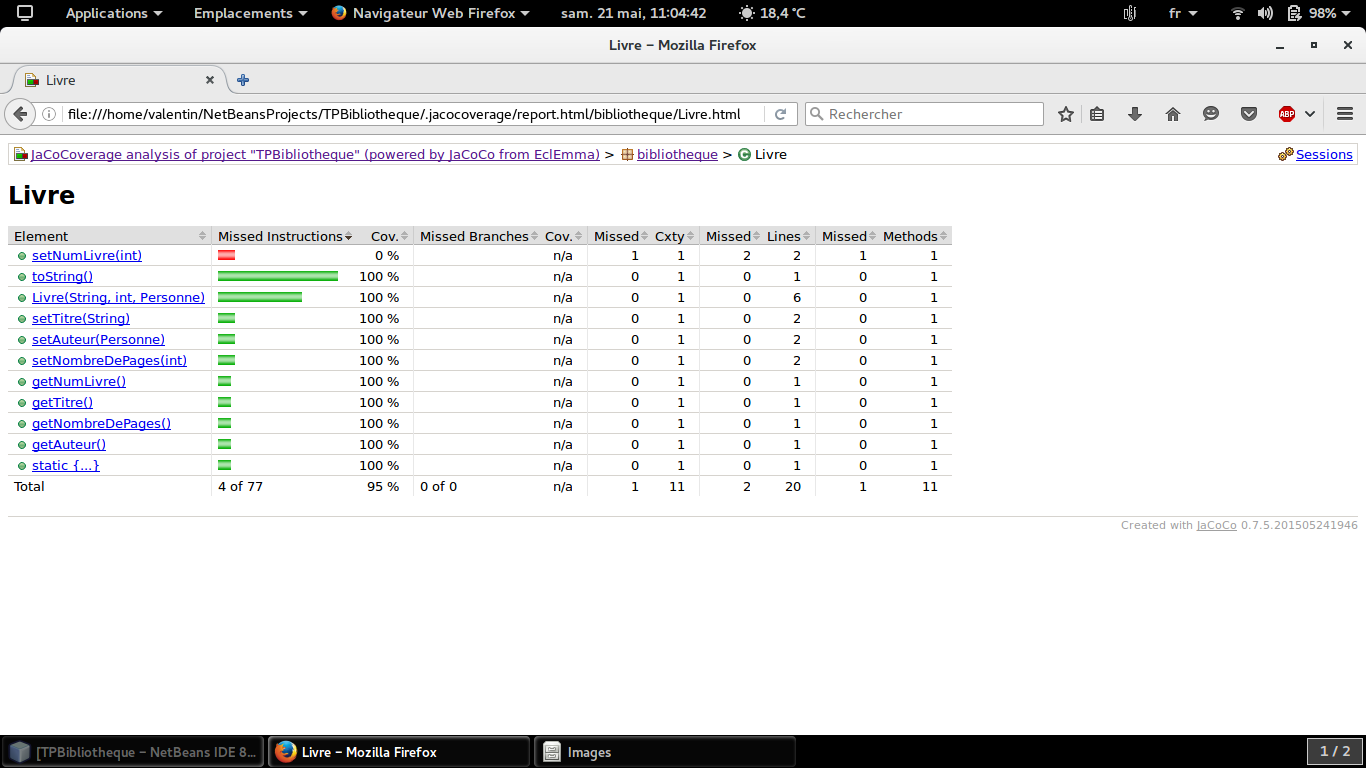 Applications Emplacements Navigateur Web Firefox sam. 21 mai, 11:04:42 18,4 °C fr 98%
Livre – Mozilla Firefox
Livre
file:///home/valentin/NetBeansProjects/TPBibliotheque/.jacocoverage/report.html/bibliotheque/Livre.html Rechercher ABP
JaCoCoverage analysis of project "TPBibliotheque" (powered by JaCoCo from EclEmma) > bibliotheque > Livre Sessions
Livre
Element Missed Instructions Cov. Missed Branches Cov. Missed Cxty Missed Lines Missed Methods
setNumLivre(int) 0 % n/a 1 1 2 2 1 1
toString() 100 % n/a 0 1 0 1 0 1
Livre(String, int, Personne) 100 % n/a 0 1 0 6 0 1
setTitre(String) 100 % n/a 0 1 0 2 0 1
setAuteur(Personne) 100 % n/a 0 1 0 2 0 1
setNombreDePages(int) 100 % n/a 0 1 0 2 0 1
getNumLivre() 100 % n/a 0 1 0 1 0 1
getTitre() 100 % n/a 0 1 0 1 0 1
getNombreDePages() 100 % n/a 0 1 0 1 0 1
getAuteur() 100 % n/a 0 1 0 1 0 1
static {...} 100 % n/a 0 1 0 1 0 1
Total 4 of 77 95 % 0 of 0 n/a 1 11 2 20 1 11
Created with JaCoCo 0.7.5.201505241946
[TPBibliotheque – NetBeans IDE 8... Livre – Mozilla Firefox Images 1 / 2